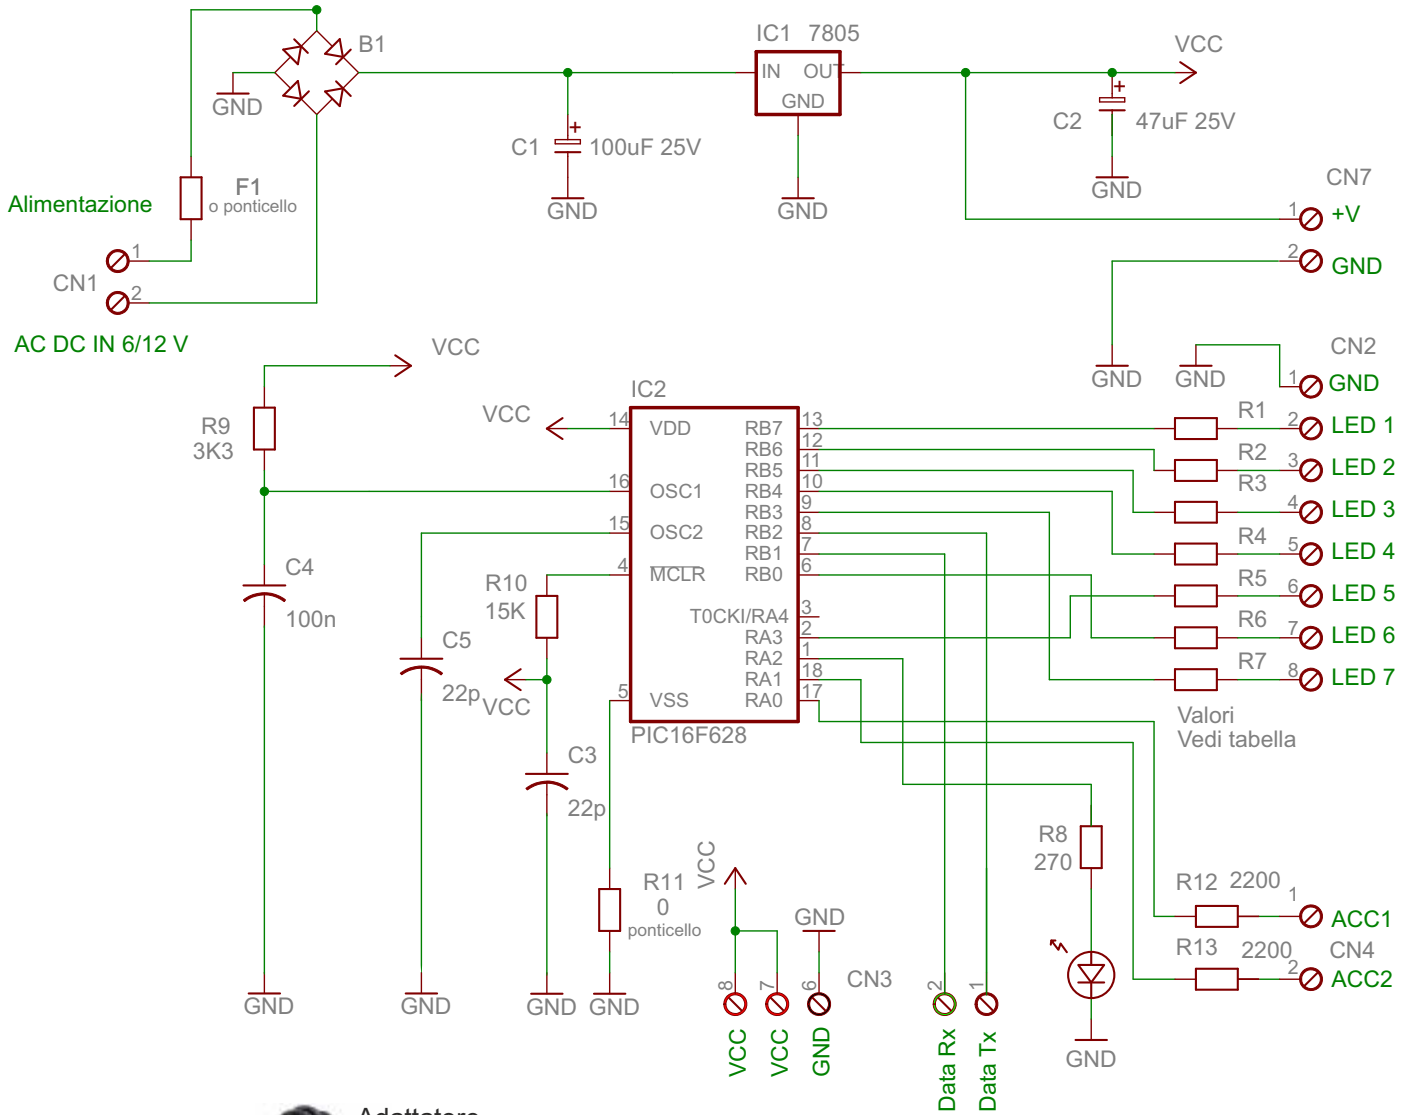 B1
GND
IC1 7805
IN OUT
GND
VCC
C1
100uF 25V
C2
47uF 25V
GND
GND
GND
F1
o ponticello
Alimentazione
1
CN1
2
AC DC IN 6/12 V
CN7
1 +V
2 GND
GND
GND
CN2
1 GND
R1 2 LED 1
R2 3 LED 2
R3 4 LED 3
R4 5 LED 4
R5 6 LED 5
R6 7 LED 6
R7 8 LED 7
Valori
Vedi tabella
VCC
R9
3K3
C4
100n
GND
VCC
IC2
14 VDD
16 OSC1
15 OSC2
4 MCLR
5 VSS
RB7 13
RB6 12
RB5 11
RB4 10
RB3 9
RB2 8
RB1 7
RB0 6
T0CKI/RA4 3
RA3 2
RA2 1
RA1 18
RA0 17
PIC16F628
R10
15K
C5
22p
VCC
C3
22p
GND
GND
R11
0
ponticello
GND
VCC
GND
CN3
8
7
6
VCC
VCC
GND
2
1
Data Rx
Data Tx
R8
270
GND
R12 2200
1
ACC1
R13 2200
CN4
2
ACC2
Adattatore